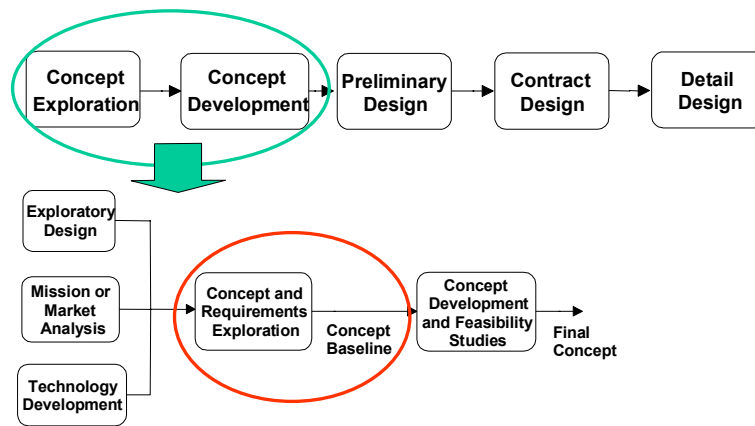 Concept
Exploration
Concept
Development
Preliminary
Design
Contract
Design
Detail
Design
Exploratory
Design
Mission or
Market
Analysis
Technology
Development
Concept and
Requirements
Exploration
Concept
Baseline
Concept
Development
and Feasibility
Studies
Final
Concept